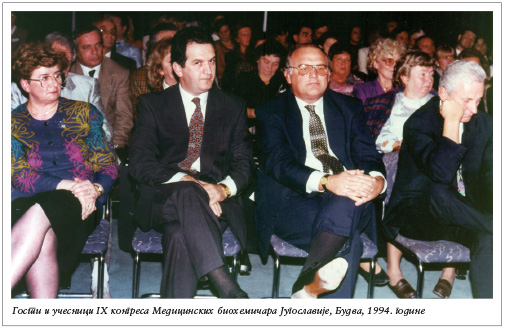 Гости и учесници IX конгреса Медицинских биохемичара Југославије, Будва, 1994. године